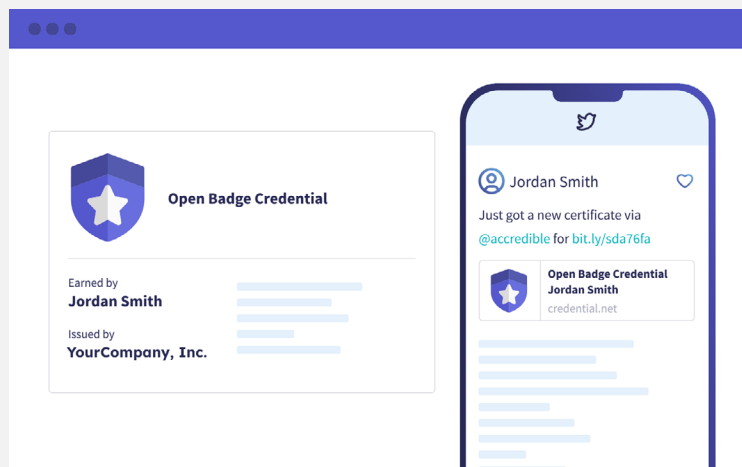 Open Badge Credential
Earned by
Jordan Smith
Issued by
YourCompany, Inc.
Jordan Smith
Just got a new certificate via
@accredible for bit.ly/sda76fa
Open Badge Credential
Jordan Smith
credential.net